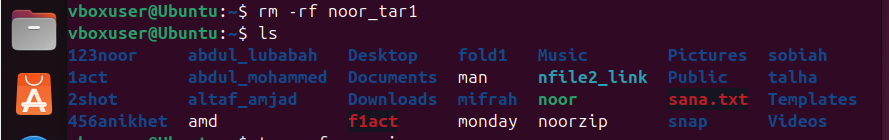 vboxuser@Ubuntu:~$ rm -rf noor_tar1
vboxuser@Ubuntu:~$ ls
123noor abdul_lubabah Desktop fold1 Music Pictures sobiah
1act abdul_mohammed Documents man nfile2_link Public talha
2shot altaf_amjad Downloads mifrah noor sana.txt Templates
456anikhet amd f1act monday noorzip snap Videos